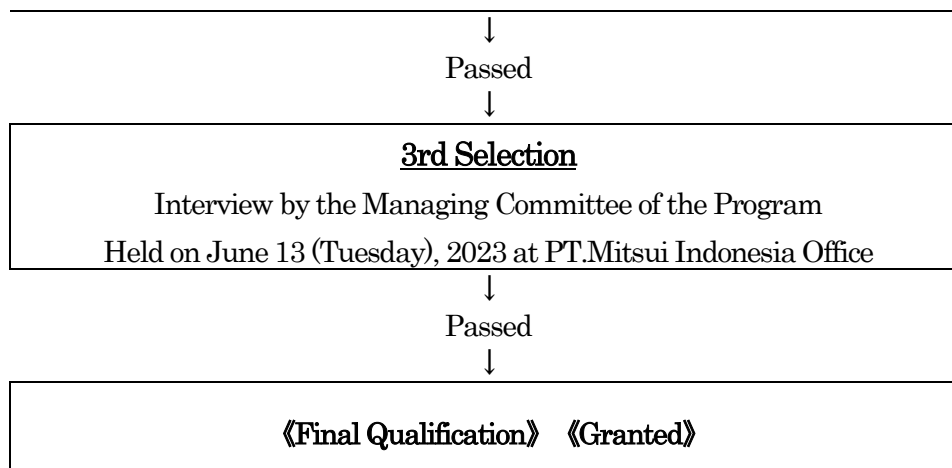 ↓
Passed
↓
3rd Selection
Interview by the Managing Committee of the Program
Held on June 13 (Tuesday), 2023 at PT.Mitsui Indonesia Office
↓
Passed
↓
《Final Qualification》 《Granted》